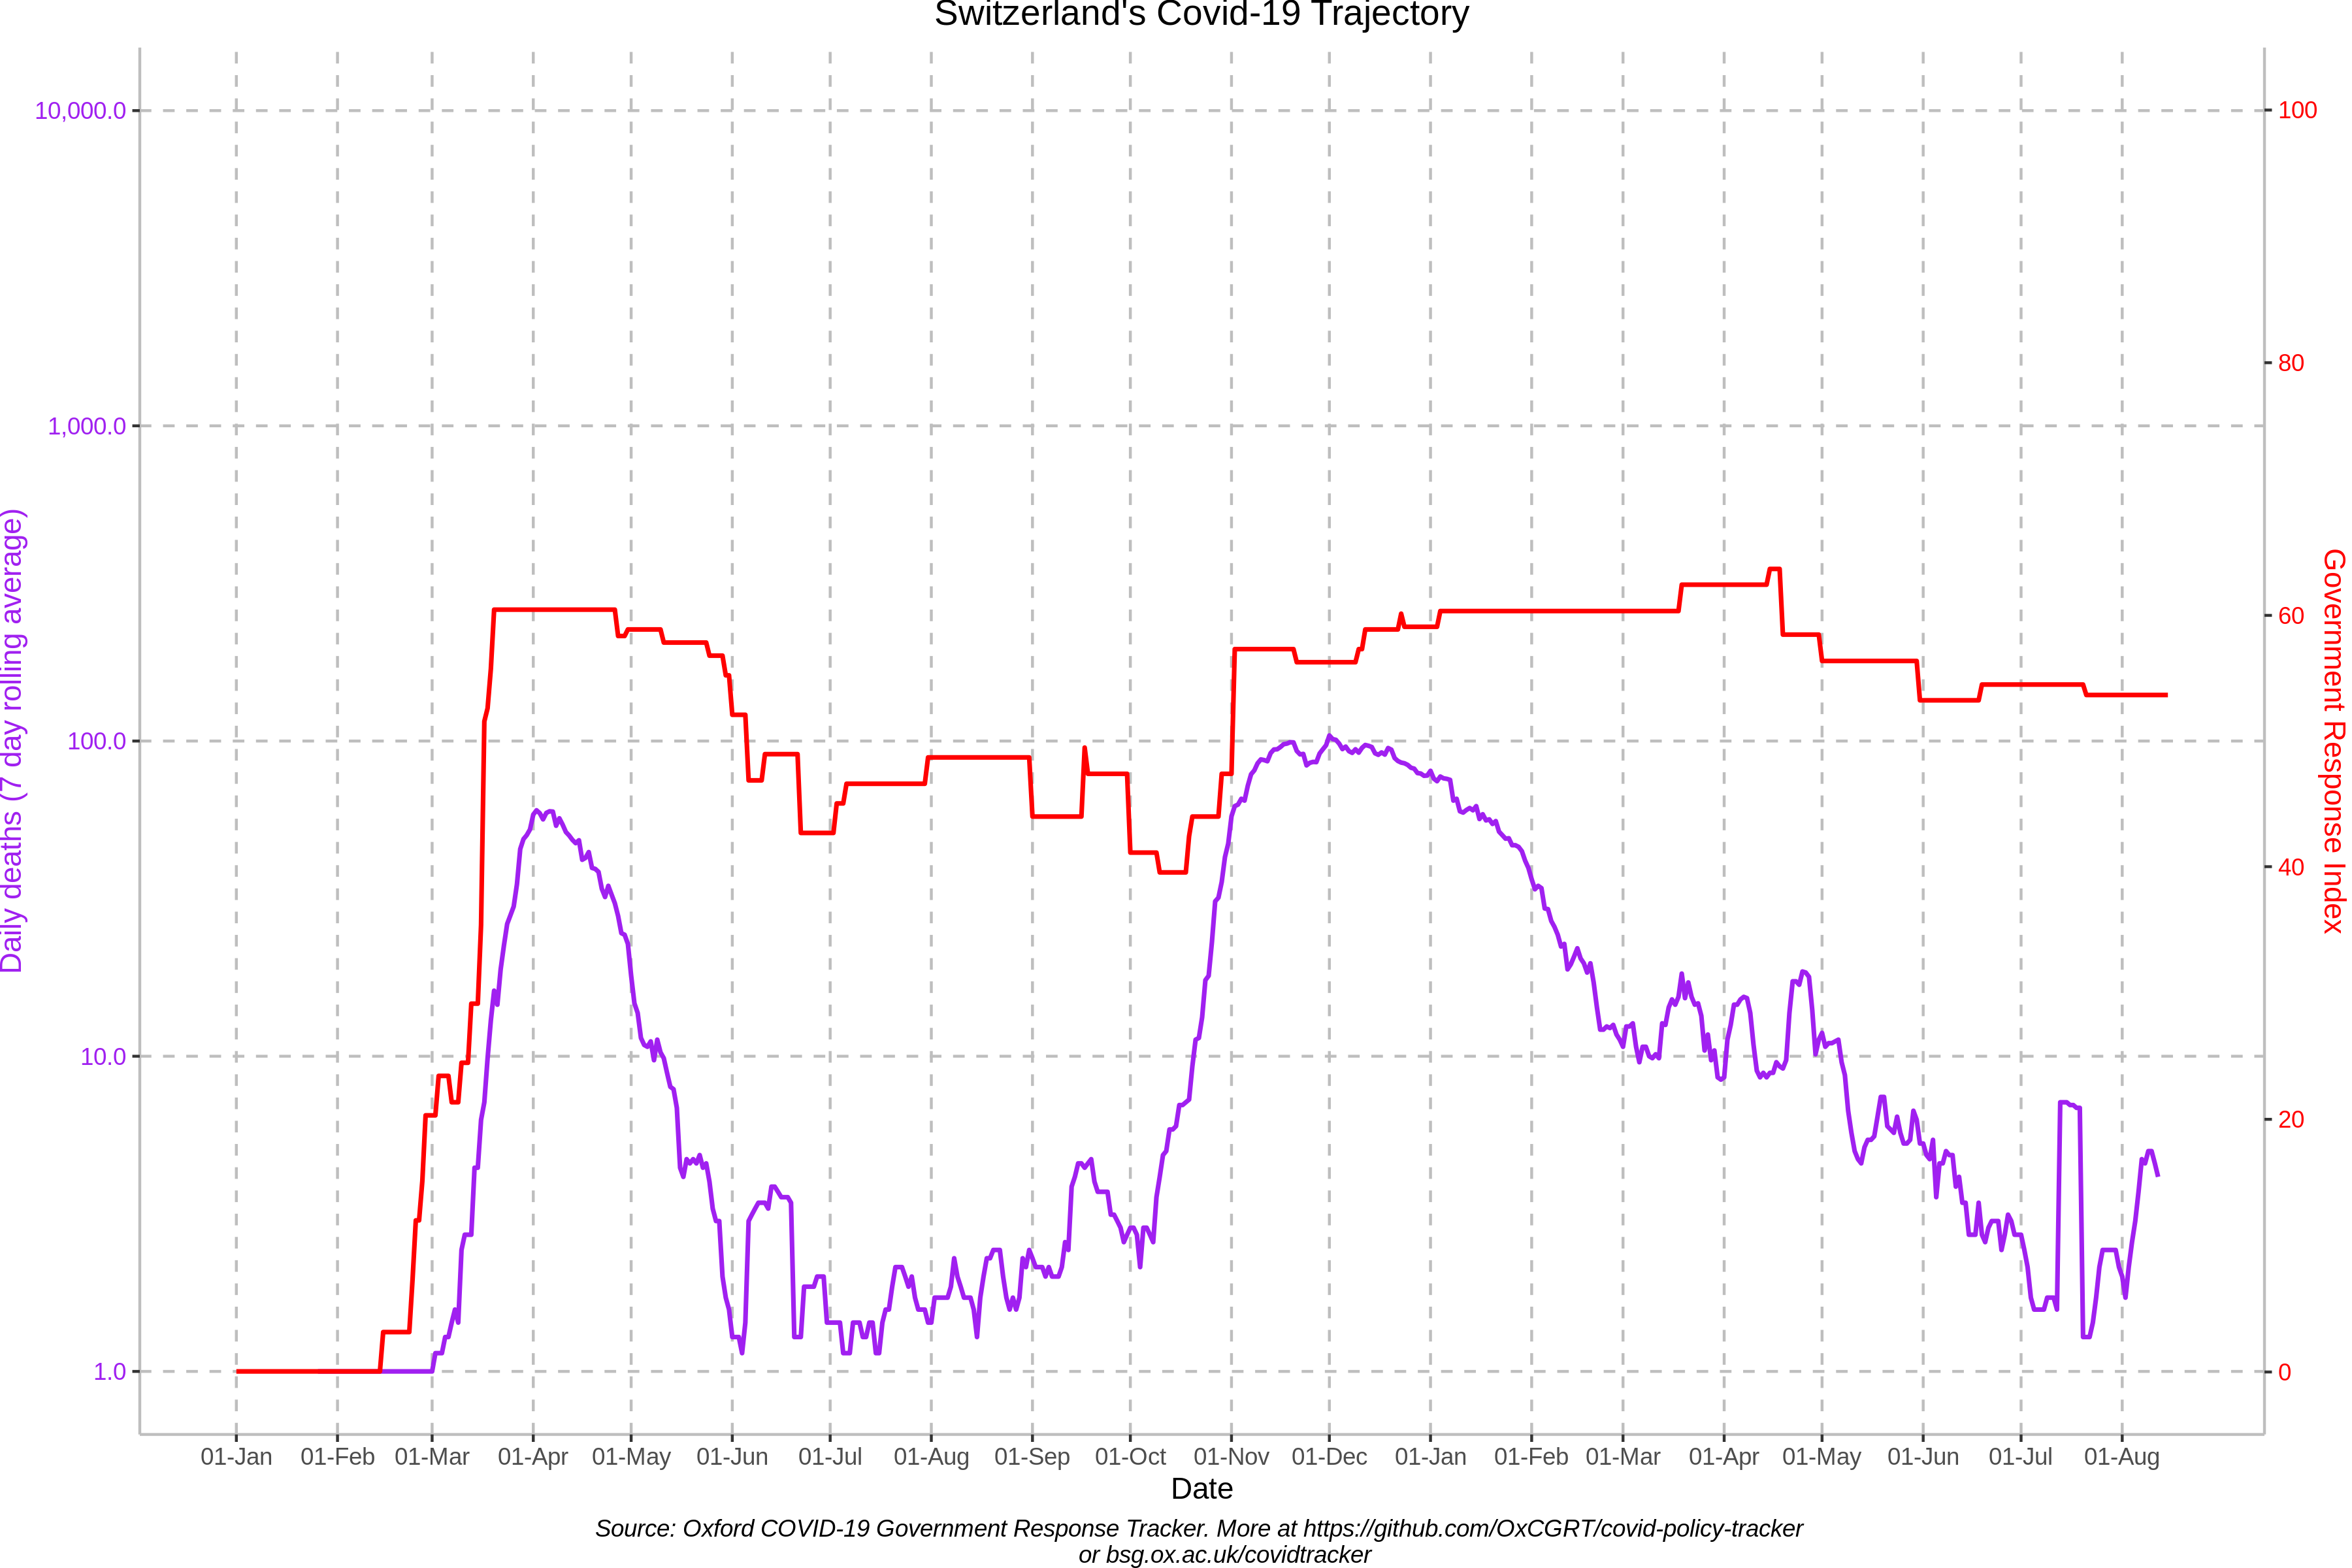 Switzerland's Covid-19 Trajectory
10,000.0
1,000.0
100.0
10.0
1.0
Daily deaths (7 day rolling average)
100
80
60
40
20
0
Government Response Index
01-Jan 01-Feb 01-Mar 01-Apr 01-May 01-Jun 01-Jul 01-Aug 01-Sep 01-Oct 01-Nov 01-Dec 01-Jan 01-Feb 01-Mar 01-Apr 01-May 01-Jun 01-Jul 01-Aug
Date
Source: Oxford COVID-19 Government Response Tracker. More at https://github.com/OxCGRT/covid-policy-tracker
or bsg.ox.ac.uk/covidtracker